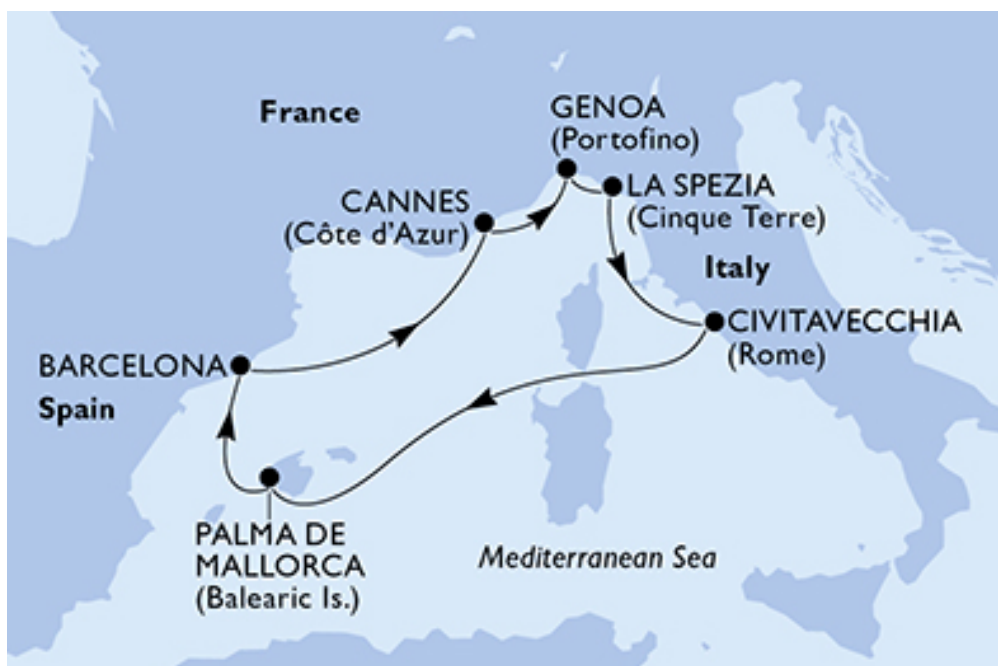 France
GENOA
(Portofino)
CANNES
(Côte d'Azur)
LA SPEZIA
(Cinque Terre)
Italy
CIVITAVECCHIA
(Rome)
BARCELONA
Spain
PALMA DE
MALLORCA
(Balearic Is.)
Mediterranean Sea